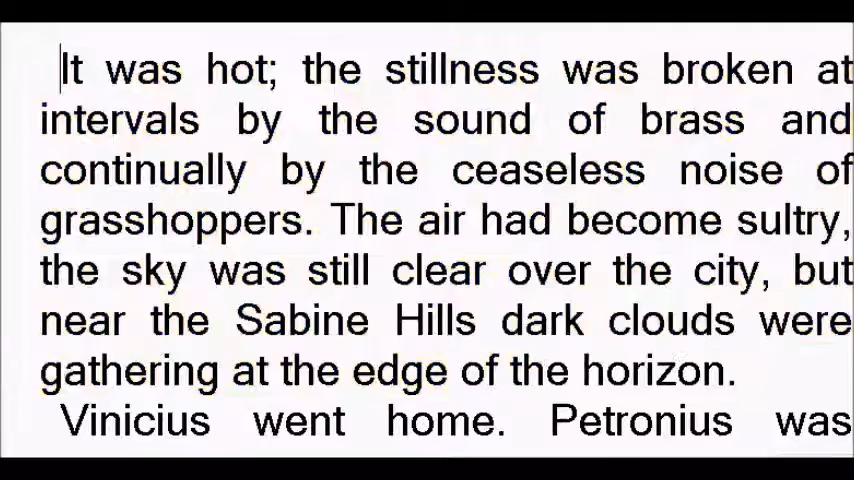 It was hot; the stillness was broken at
intervals by the sound of brass and
continually by the ceaseless noise of
grasshoppers. The air had become sultry,
the sky was still clear over the city, but
near the Sabine Hills dark clouds were
gathering at the edge of the horizon.
Vinicius went home. Petronius was